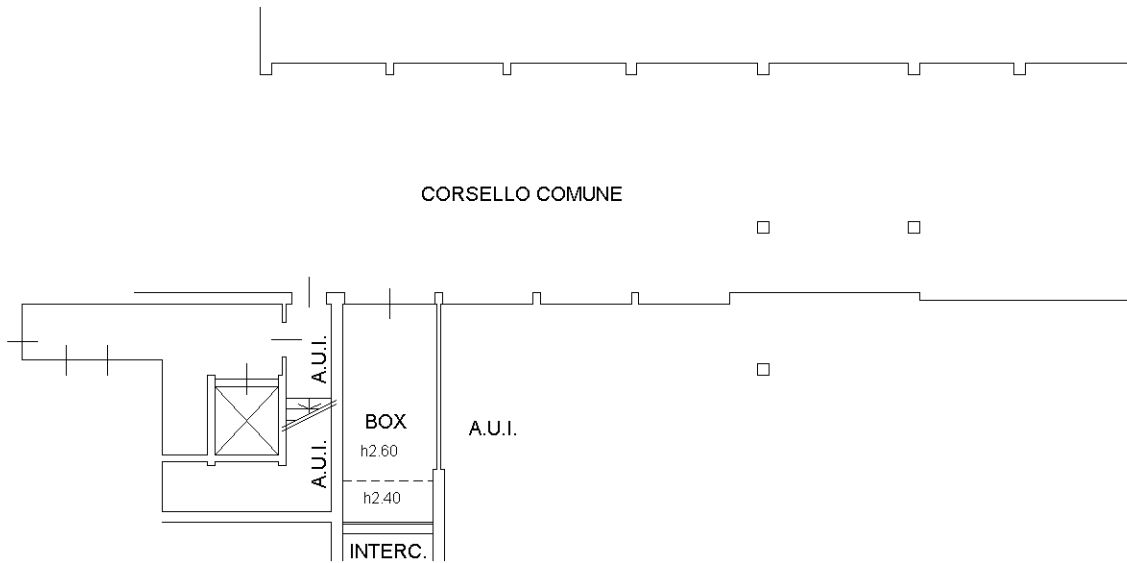 CORSELLO COMUNE
A.U.I.
BOX
A.U.I.
h2.60
A.U.I.
h2.40
INTERC.